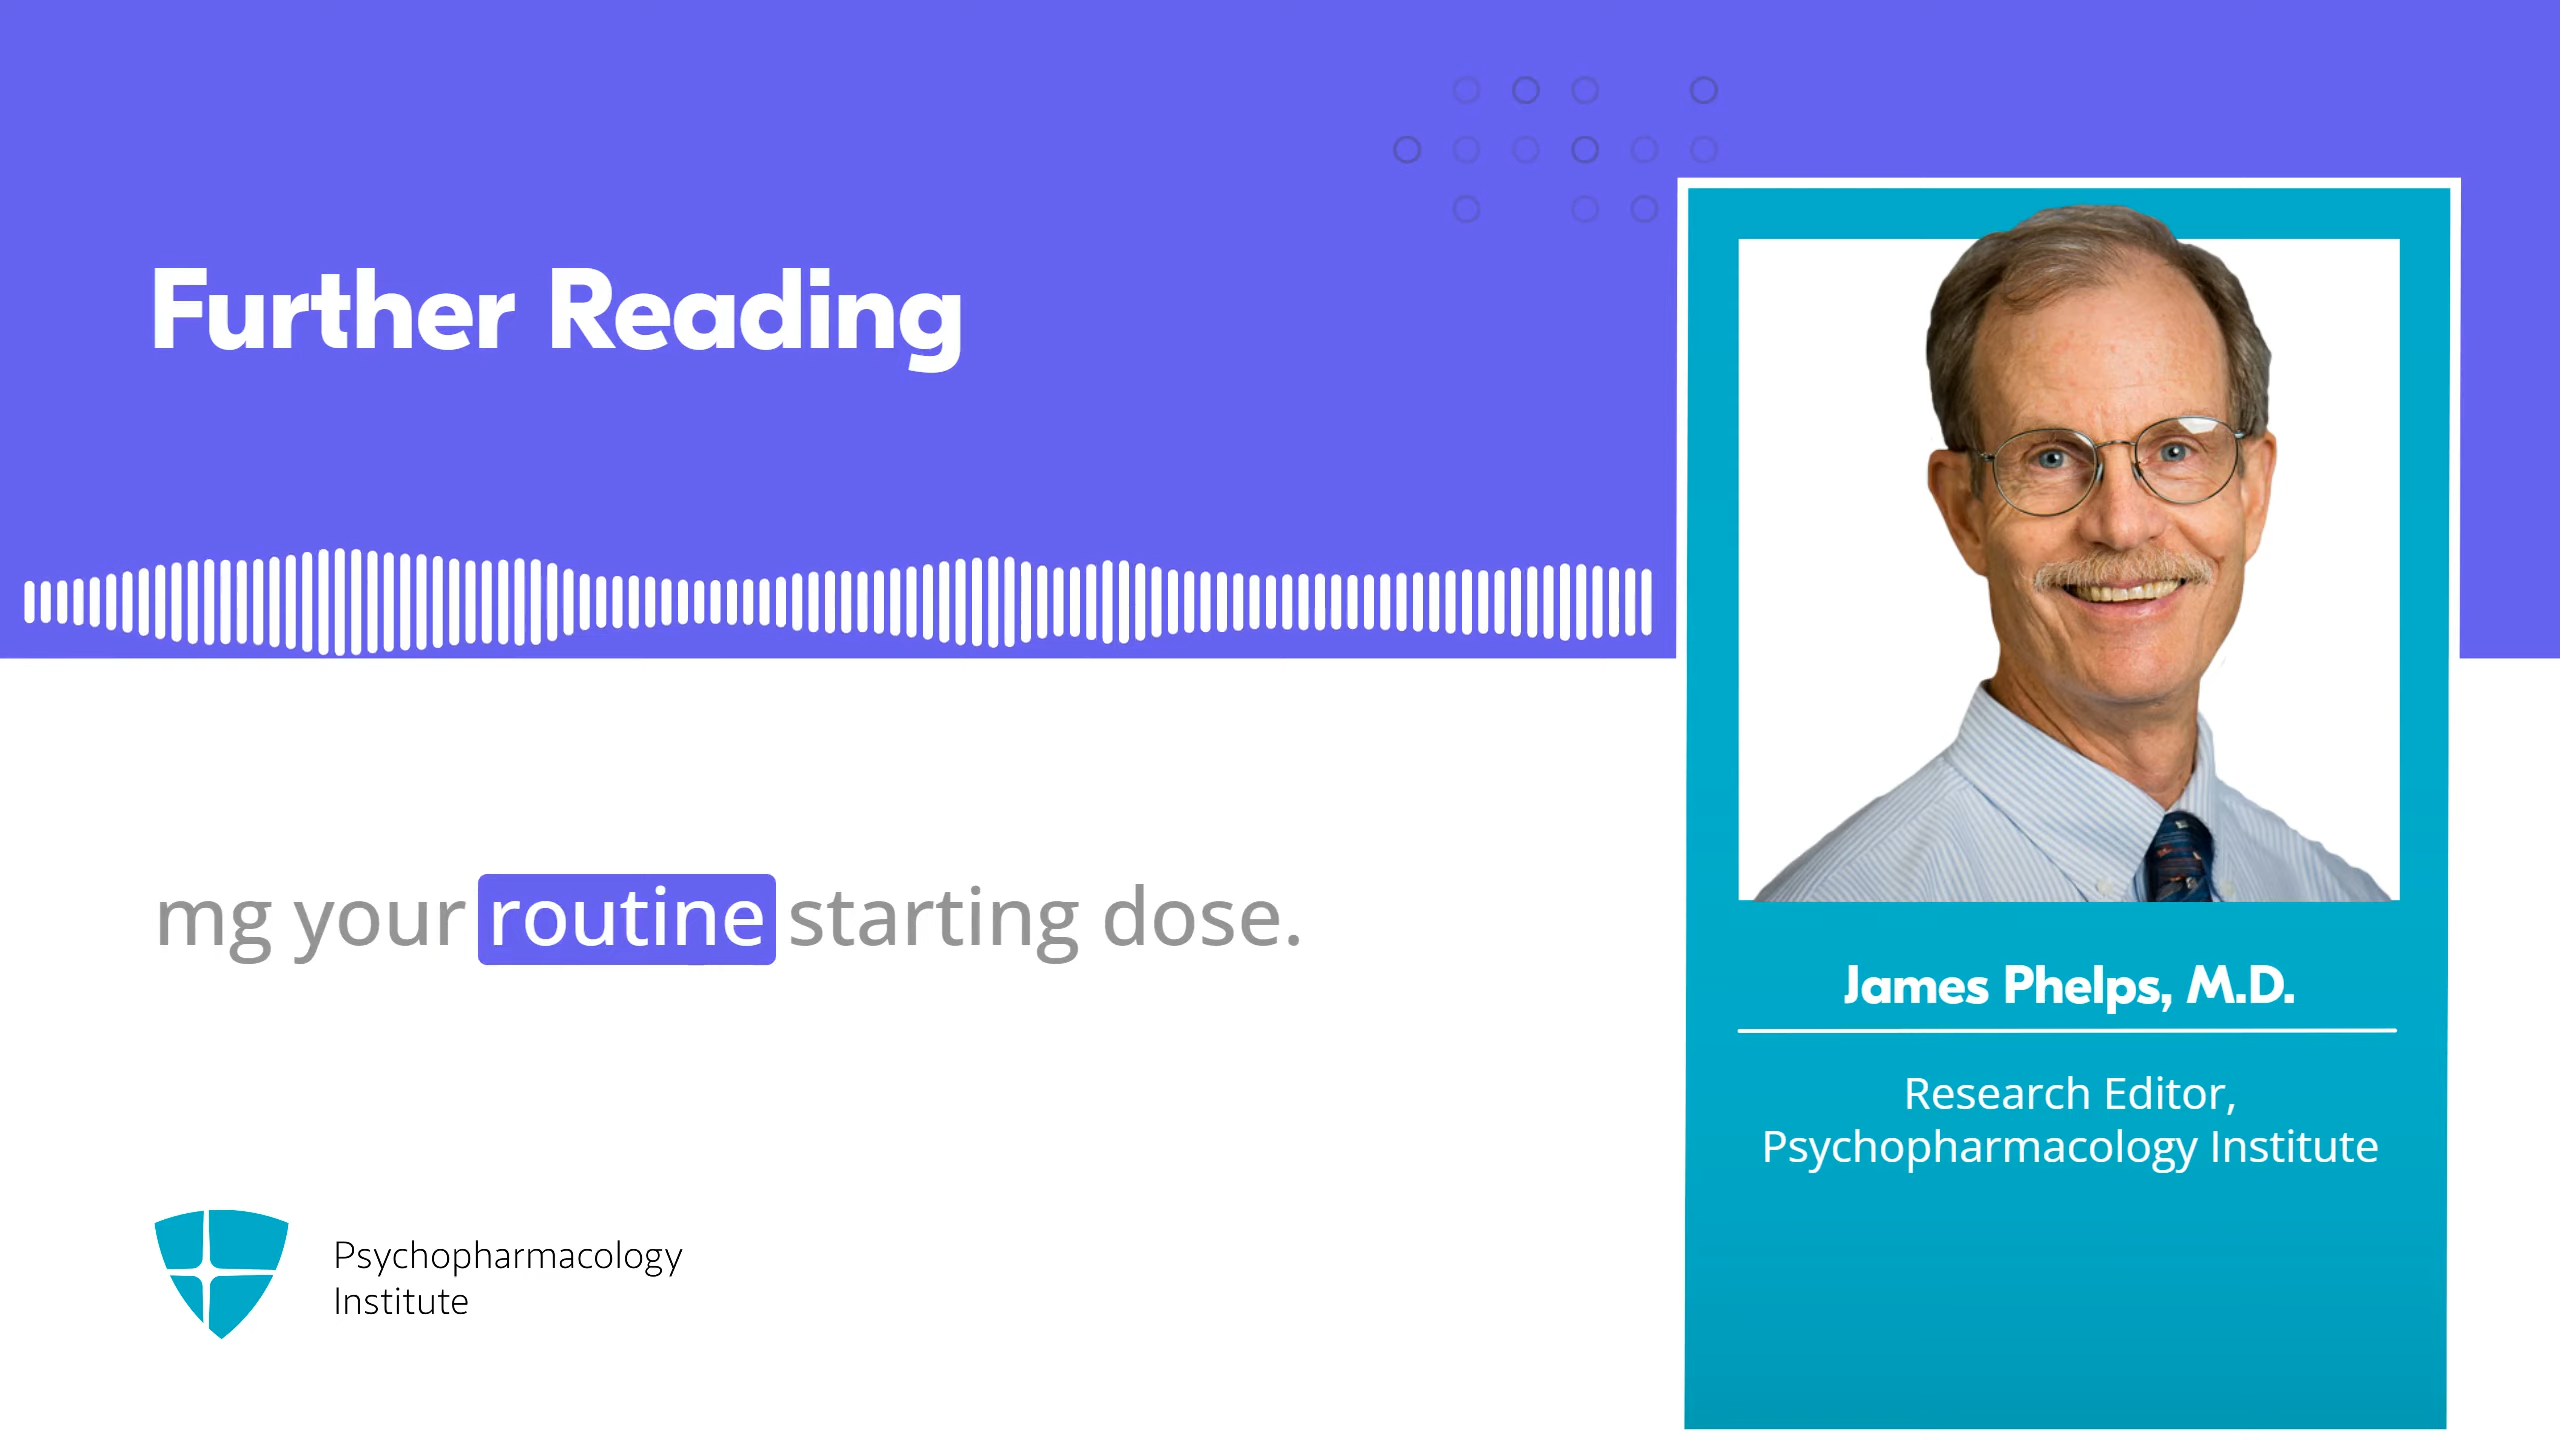 Further Reading
mg your routine starting dose.
James Phelps, M.D.
Research Editor,
Psychopharmacology Institute
Psychopharmacology
Institute